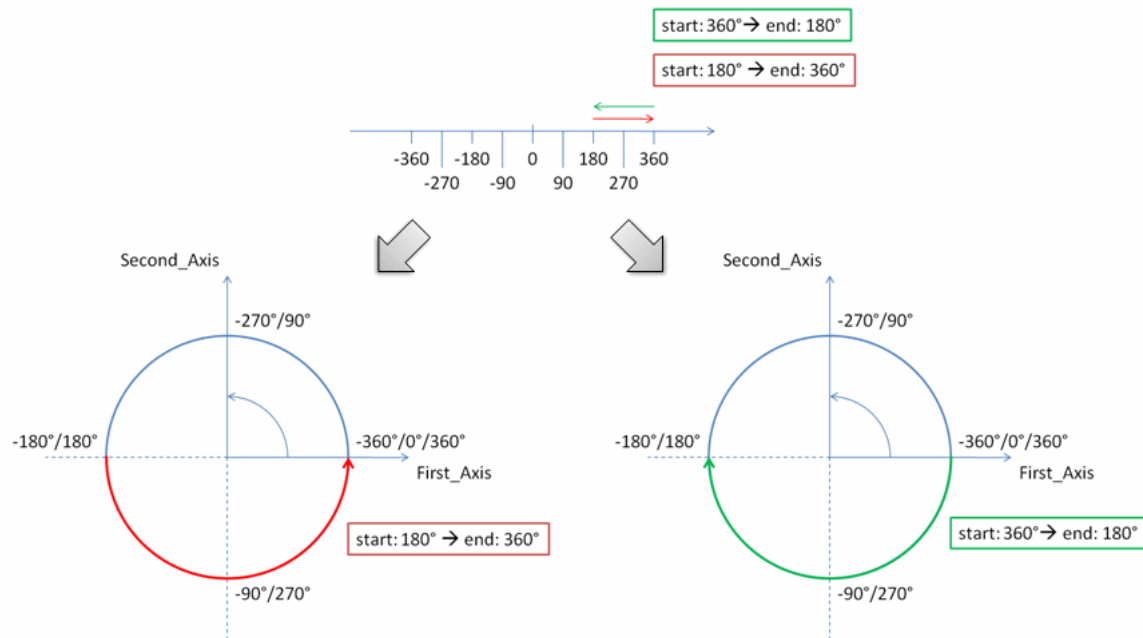 start: 360° → end: 180°
start: 180° → end: 360°
-360 -180 0 180 360
-270 -90 90 270
Second_Axis
Second_Axis
-270°/90°
-270°/90°
-180°/180°
-360°/0°/360°
-180°/180°
-360°/0°/360°
First_Axis
First_Axis
start: 180° → end: 360°
start: 360° → end: 180°
-90°/270°
-90°/270°